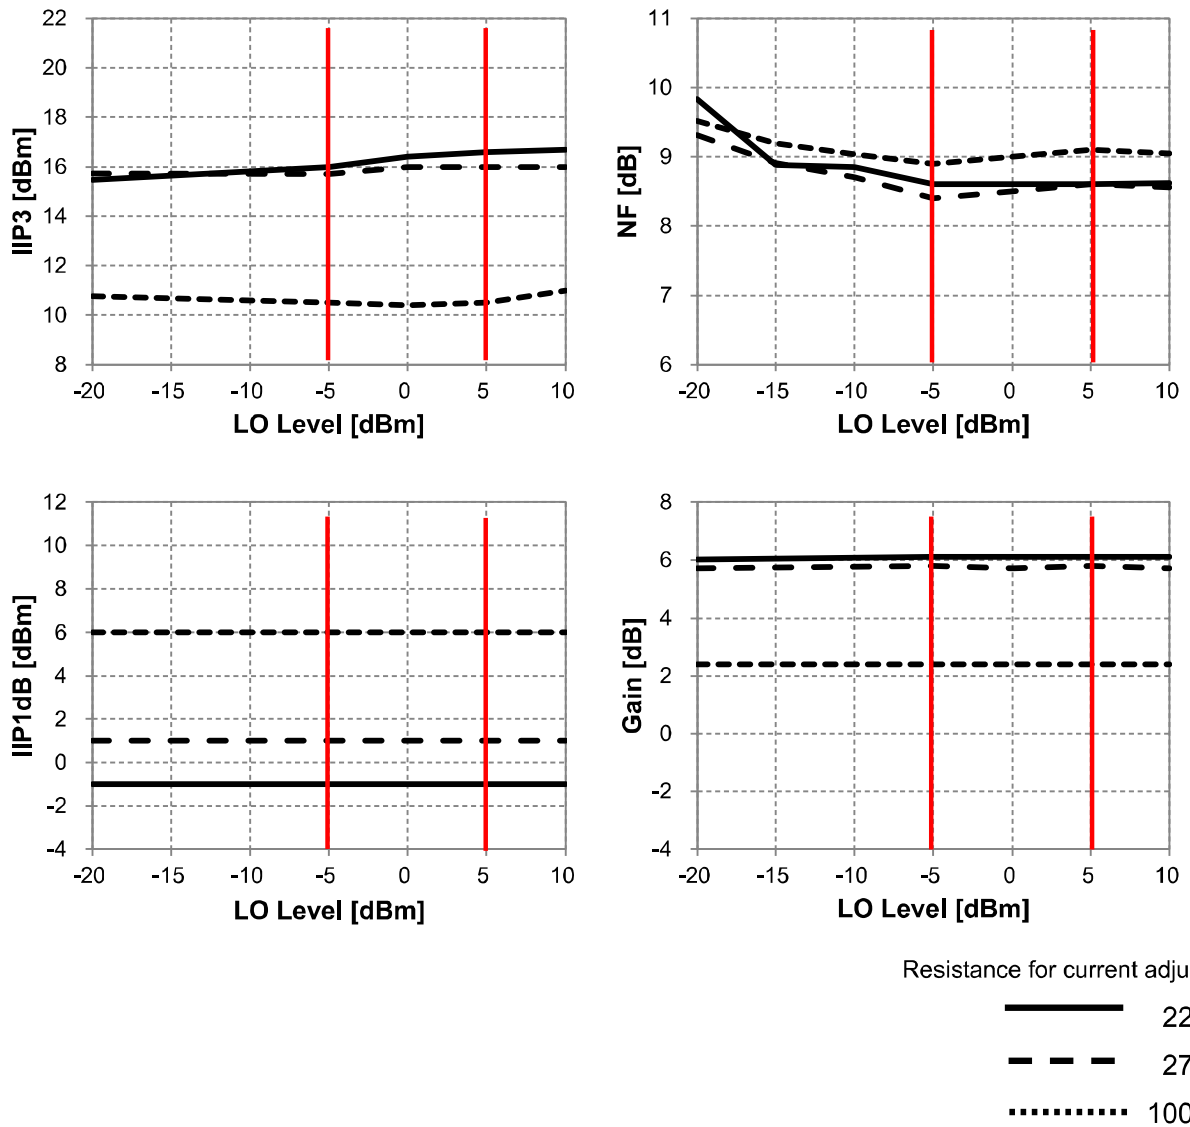 22
20
18
16
14
12
10
8
IIP3 [dBm]
-20 -15 -10 -5 0 5 10
LO Level [dBm]
11
10
9
8
7
6
NF [dB]
-20 -15 -10 -5 0 5 10
LO Level [dBm]
12
10
8
6
4
2
0
-2
-4
IIP1dB [dBm]
-20 -15 -10 -5 0 5 10
LO Level [dBm]
8
6
4
2
0
-2
-4
Gain [dB]
-20 -15 -10 -5 0 5 10
LO Level [dBm]
Resistance for current adju
22
27
100